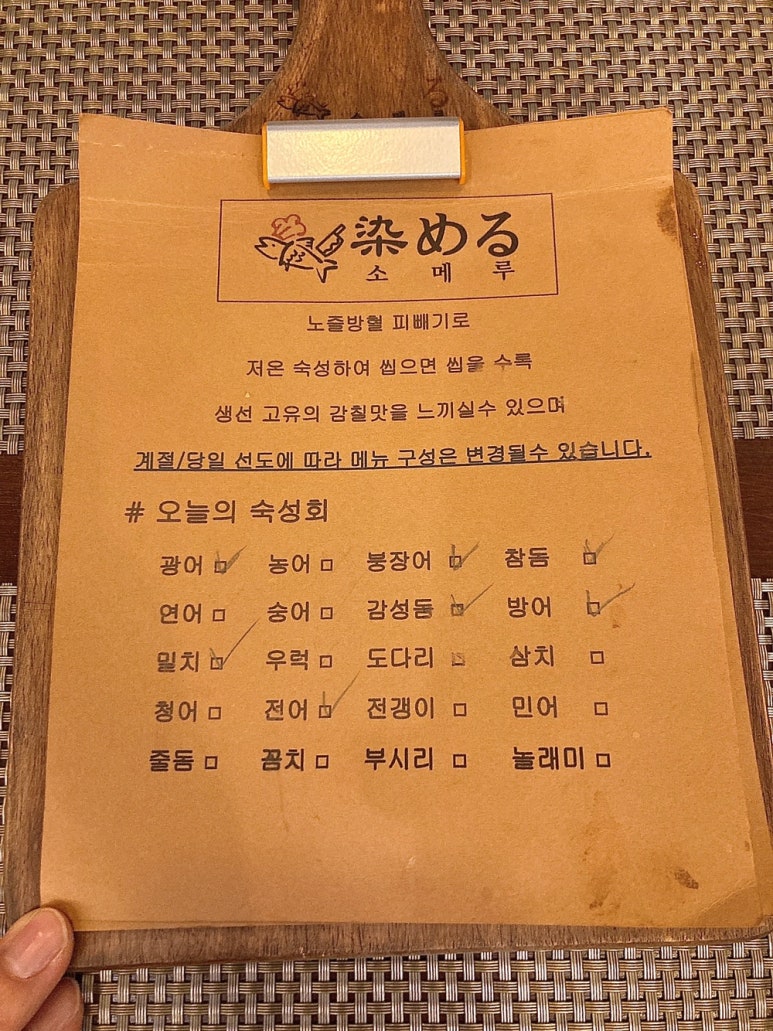 染める
소메루
노즐방혈 피빼기로
저온 숙성하여 씹으면 씹을 수록
생선 고유의 감칠맛을 느끼실수 있으며
계절/당일 선도에 따라 메뉴 구성은 변경될수 있습니다.
# 오늘의 숙성회
광어 ☑ 농어 □ 붕장어 ☑ 참돔 ☑
연어 □ 숭어 □ 감성돔 ☑ 방어 ☑
밀치 ☑ 우럭 □ 도다리 □ 삼치 □
청어 □ 전어 ☑ 전갱이 □ 민어 □
줄돔 □ 꼼치 □ 부시리 □ 놀래미 □